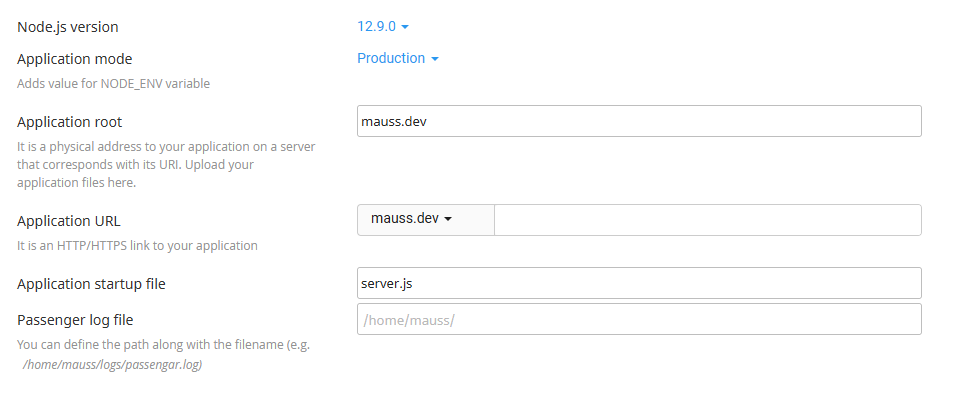 Node.js version 12.9.0
Application mode Production
Adds value for NODE_ENV variable
Application root mauss.dev
It is a physical address to your application on a server
that corresponds with its URI. Upload your
application files here.
Application URL mauss.dev
It is an HTTP/HTTPS link to your application
Application startup file server.js
Passenger log file /home/mauss/
You can define the path along with the filename (e.g.
/home/mauss/logs/passengar.log)